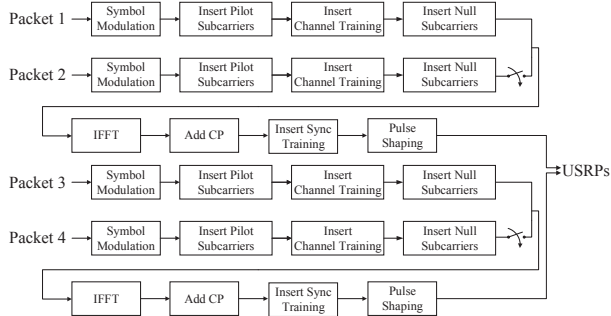 Packet 1
Symbol
Modulation
Insert Pilot
Subcarriers
Insert
Channel Training
Insert Null
Subcarriers
Packet 2
Symbol
Modulation
Insert Pilot
Subcarriers
Insert
Channel Training
Insert Null
Subcarriers
IFFT
Add CP
Insert Sync
Training
Pulse
Shaping
USRPs
Packet 3
Symbol
Modulation
Insert Pilot
Subcarriers
Insert
Channel Training
Insert Null
Subcarriers
Packet 4
Symbol
Modulation
Insert Pilot
Subcarriers
Insert
Channel Training
Insert Null
Subcarriers
IFFT
Add CP
Insert Sync
Training
Pulse
Shaping